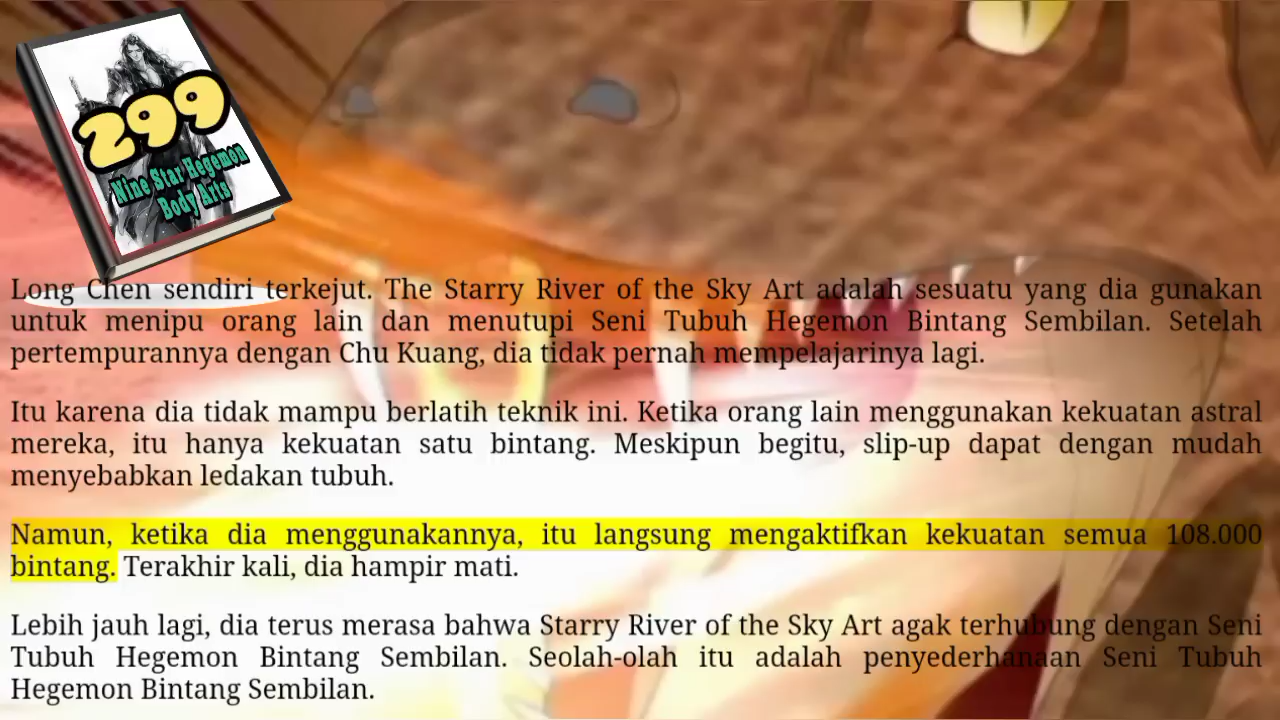 299
Nine Star Hegemon
Body Arts
Long Chen sendiri terkejut. The Starry River of the Sky Art adalah sesuatu yang dia gunakan
untuk menipu orang lain dan menutupi Seni Tubuh Hegemon Bintang Sembilan. Setelah
pertempurannya dengan Chu Kuang, dia tidak pernah mempelajarinya lagi.
Itu karena dia tidak mampu berlatih teknik ini. Ketika orang lain menggunakan kekuatan astral
mereka, itu hanya kekuatan satu bintang. Meskipun begitu, slip-up dapat dengan mudah
menyebabkan ledakan tubuh.
Namun, ketika dia menggunakannya, itu langsung mengaktifkan kekuatan semua 108.000
bintang. Terakhir kali, dia hampir mati.
Lebih jauh lagi, dia terus merasa bahwa Starry River of the Sky Art agak terhubung dengan Seni
Tubuh Hegemon Bintang Sembilan. Seolah-olah itu adalah penyederhanaan Seni Tubuh
Hegemon Bintang Sembilan.